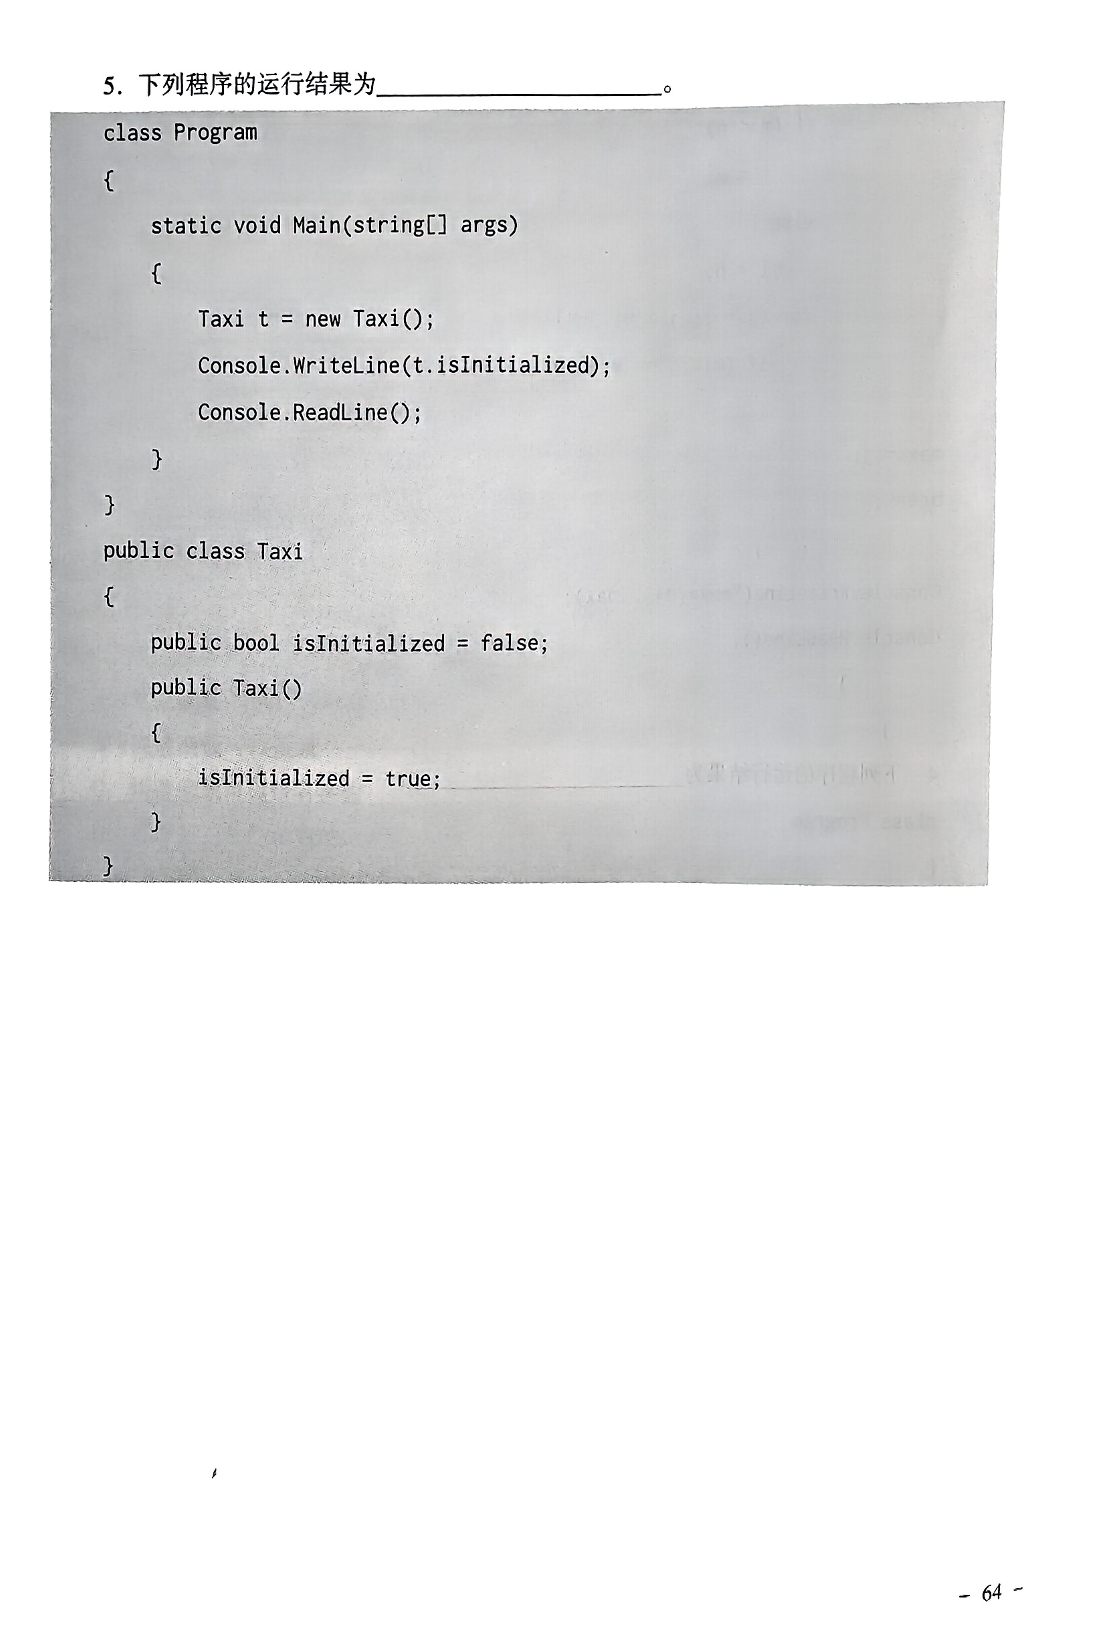 5. 下列程序的运行结果为______________________。
class Program
{
static void Main(string[] args)
{
Taxi t = new Taxi();
Console.WriteLine(t.isInitialized);
Console.ReadLine();
}
}
public class Taxi
{
public bool isInitialized = false;
public Taxi()
{
isInitialized = true;
}
}
- 64 -